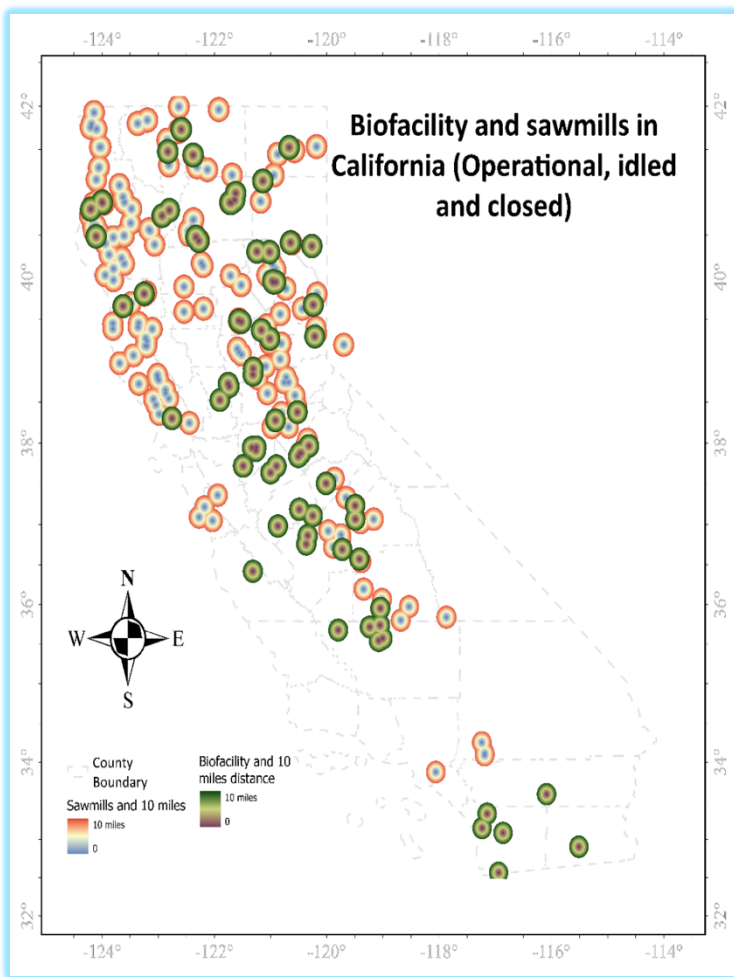 -124° -122° -120° -118° -116° -114°
42°
42°
Biofacility and sawmills in
California (Operational, idled
and closed)
40°
40°
38°
38°
36°
36°
N
W E
S
34°
34°
County
Boundary
Sawmills and 10 miles
10 miles
0
Biofacility and 10
miles distance
10 miles
0
32°
32°
-124° -122° -120° -118° -116° -114°